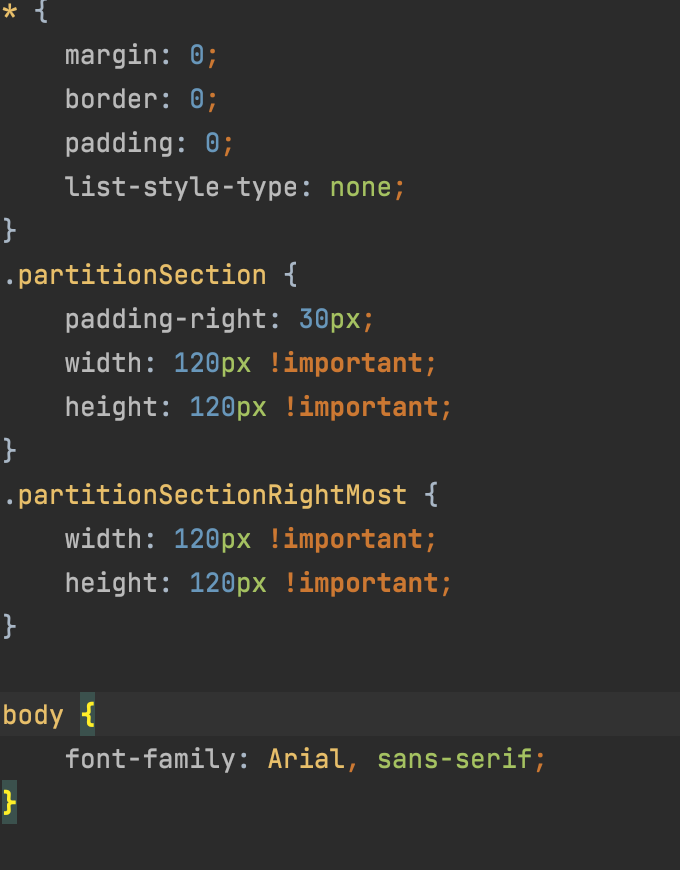 * {
    margin: 0;
    border: 0;
    padding: 0;
    list-style-type: none;
}
.partitionSection {
    padding-right: 30px;
    width: 120px !important;
    height: 120px !important;
}
.partitionSectionRightMost {
    width: 120px !important;
    height: 120px !important;
}

body {
    font-family: Arial, sans-serif;
}